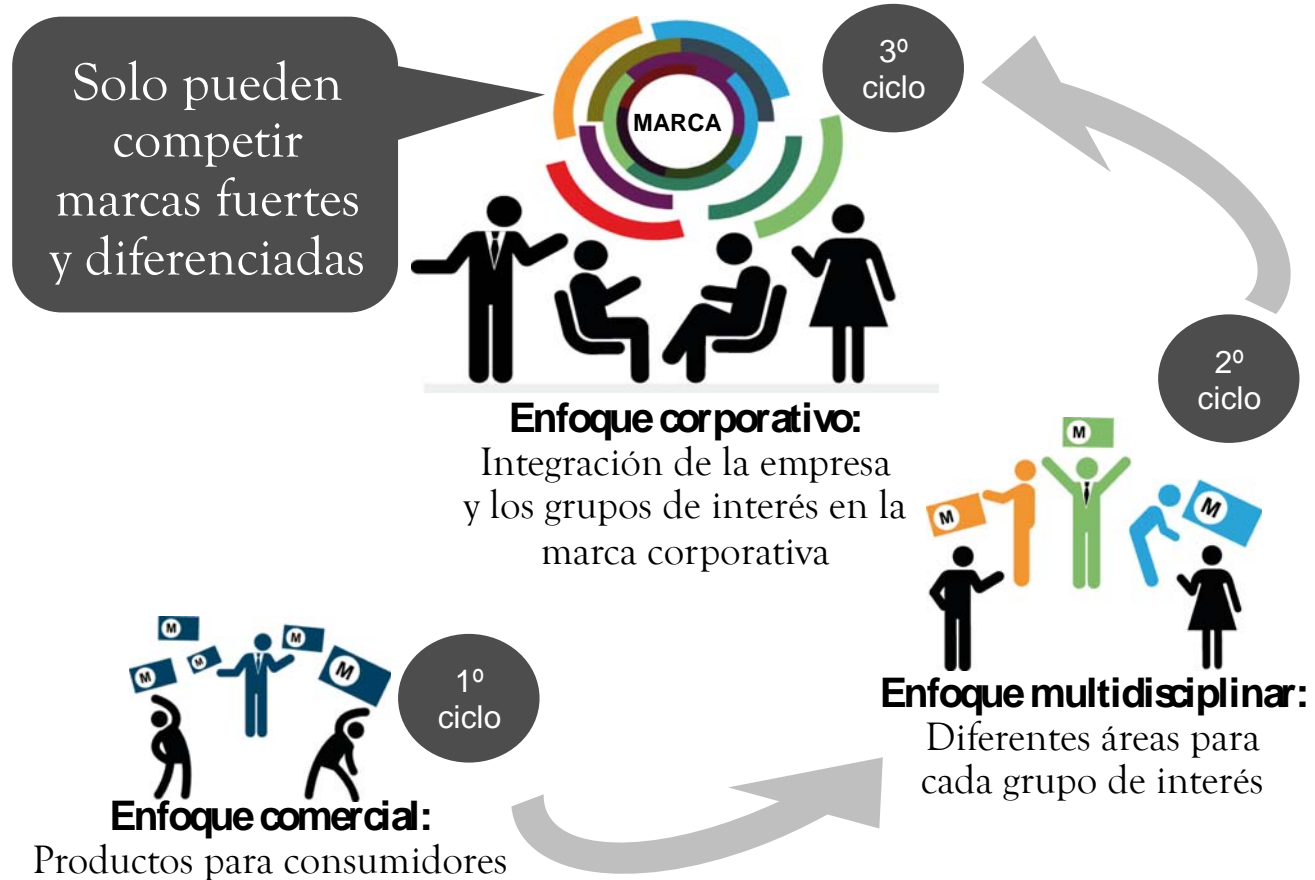 Solo pueden
competir
marcas fuertes
y diferenciadas
MARCA
3º
ciclo
Enfoque corporativo:
Integración de la empresa
y los grupos de interés en la
marca corporativa
2º
ciclo
M
M
M
Enfoque multidisciplinar:
Diferentes áreas para
cada grupo de interés
M
M
M
M
M
1º
ciclo
Enfoque comercial:
Productos para consumidores